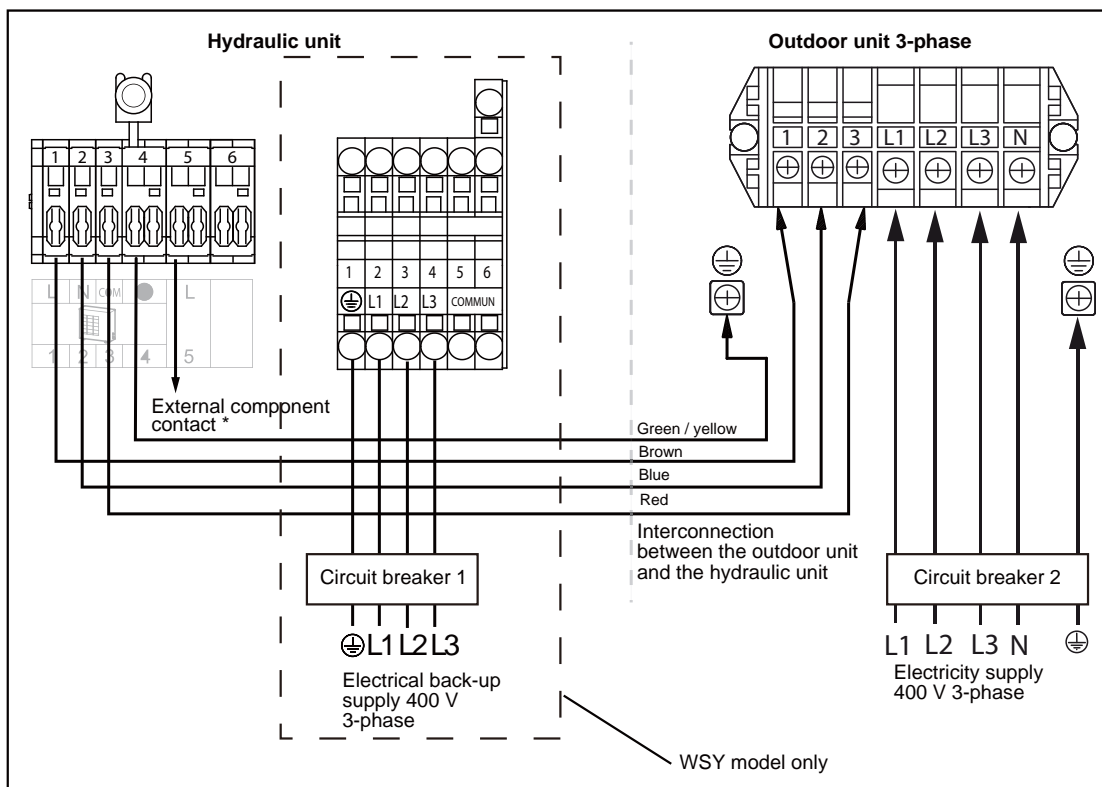 Hydraulic unit
Outdoor unit 3-phase
1 2 3 4 5 6
L N COM L
1 2 3 4 5
External component
contact *
1 2 3 4 5 6
L1 L2 L3 COMMUN
1 2 3 L1 L2 L3 N
Green / yellow
Brown
Blue
Red
Interconnection
between the outdoor unit
and the hydraulic unit
Circuit breaker 1
L1 L2 L3
Electrical back-up
supply 400 V
3-phase
Circuit breaker 2
L1 L2 L3 N
Electricity supply
400 V 3-phase
WSY model only